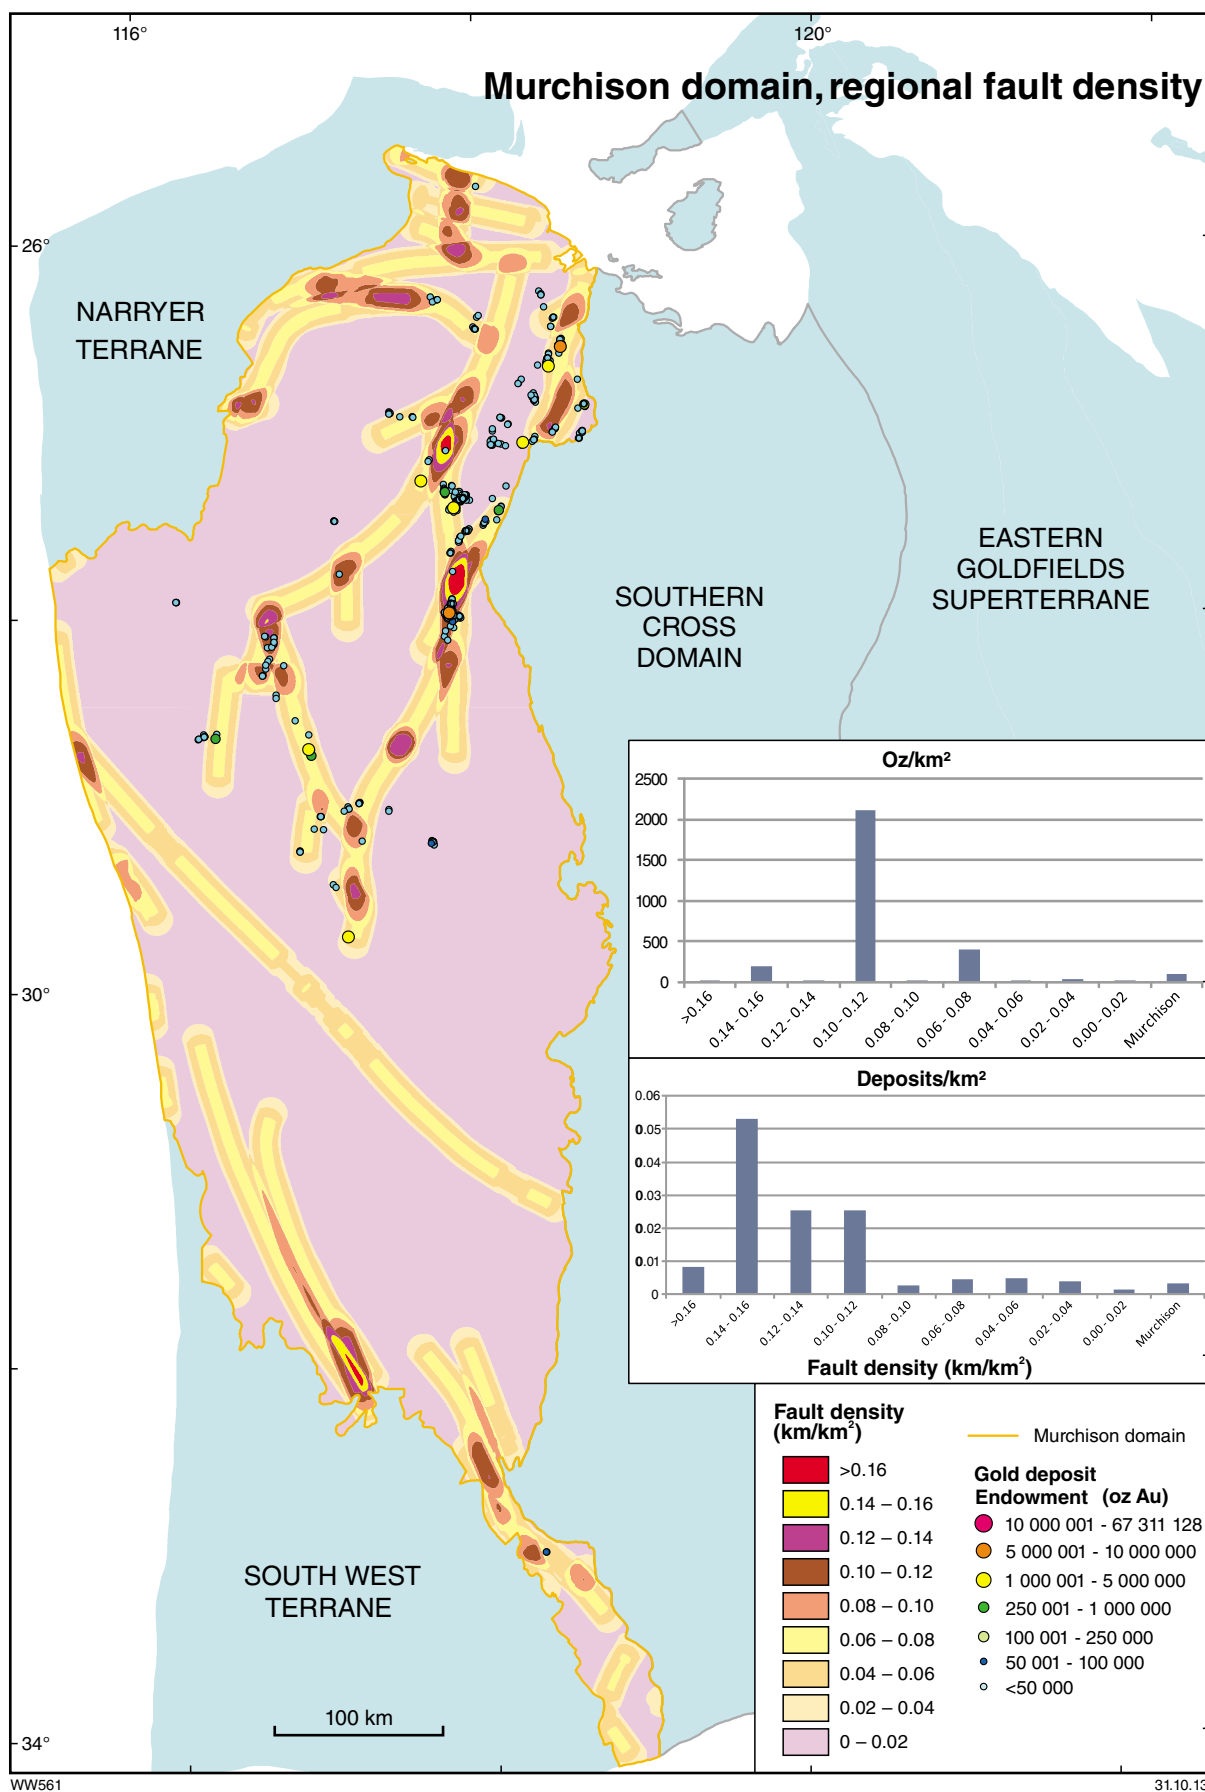 116°
120°
Murchison domain, regional fault density
26°
NARRYER
TERRANE
EASTERN
GOLDFIELDS
SUPERTERRANE
SOUTHERN
CROSS
DOMAIN
30°
SOUTH WEST
TERRANE
100 km
34°
Oz/km²
2500
2000
1500
1000
500
0
>0.16
0.14 - 0.16
0.12 - 0.14
0.10 - 0.12
0.08 - 0.10
0.06 - 0.08
0.04 - 0.06
0.02 - 0.04
0.00 - 0.02
Murchison
Deposits/km²
0.06
0.05
0.04
0.03
0.02
0.01
0
>0.16
0.14 - 0.16
0.12 - 0.14
0.10 - 0.12
0.08 - 0.10
0.06 - 0.08
0.04 - 0.06
0.02 - 0.04
0.00 - 0.02
Murchison
Fault density (km/km²)
Fault density
(km/km²)
>0.16
0.14 – 0.16
0.12 – 0.14
0.10 – 0.12
0.08 – 0.10
0.06 – 0.08
0.04 – 0.06
0.02 – 0.04
0 – 0.02
Murchison domain
Gold deposit
Endowment (oz Au)
10 000 001 - 67 311 128
5 000 001 - 10 000 000
1 000 001 - 5 000 000
250 001 - 1 000 000
100 001 - 250 000
50 001 - 100 000
<50 000
WW561
31.10.13